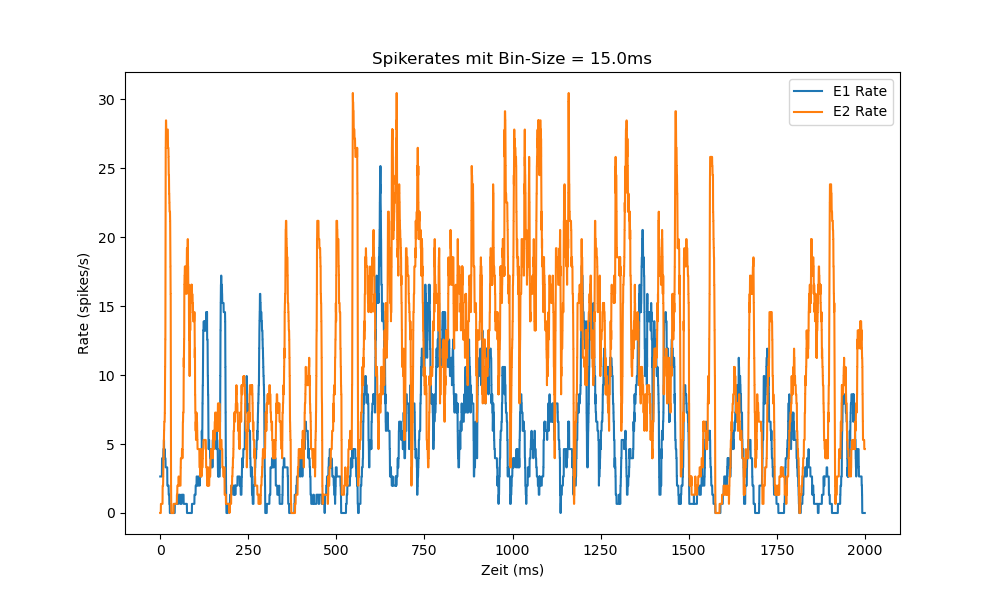 Spikerates mit Bin-Size = 15.0ms
E1 Rate
E2 Rate
30
25
20
15
10
5
0
Rate (spikes/s)
0 250 500 750 1000 1250 1500 1750 2000
Zeit (ms)